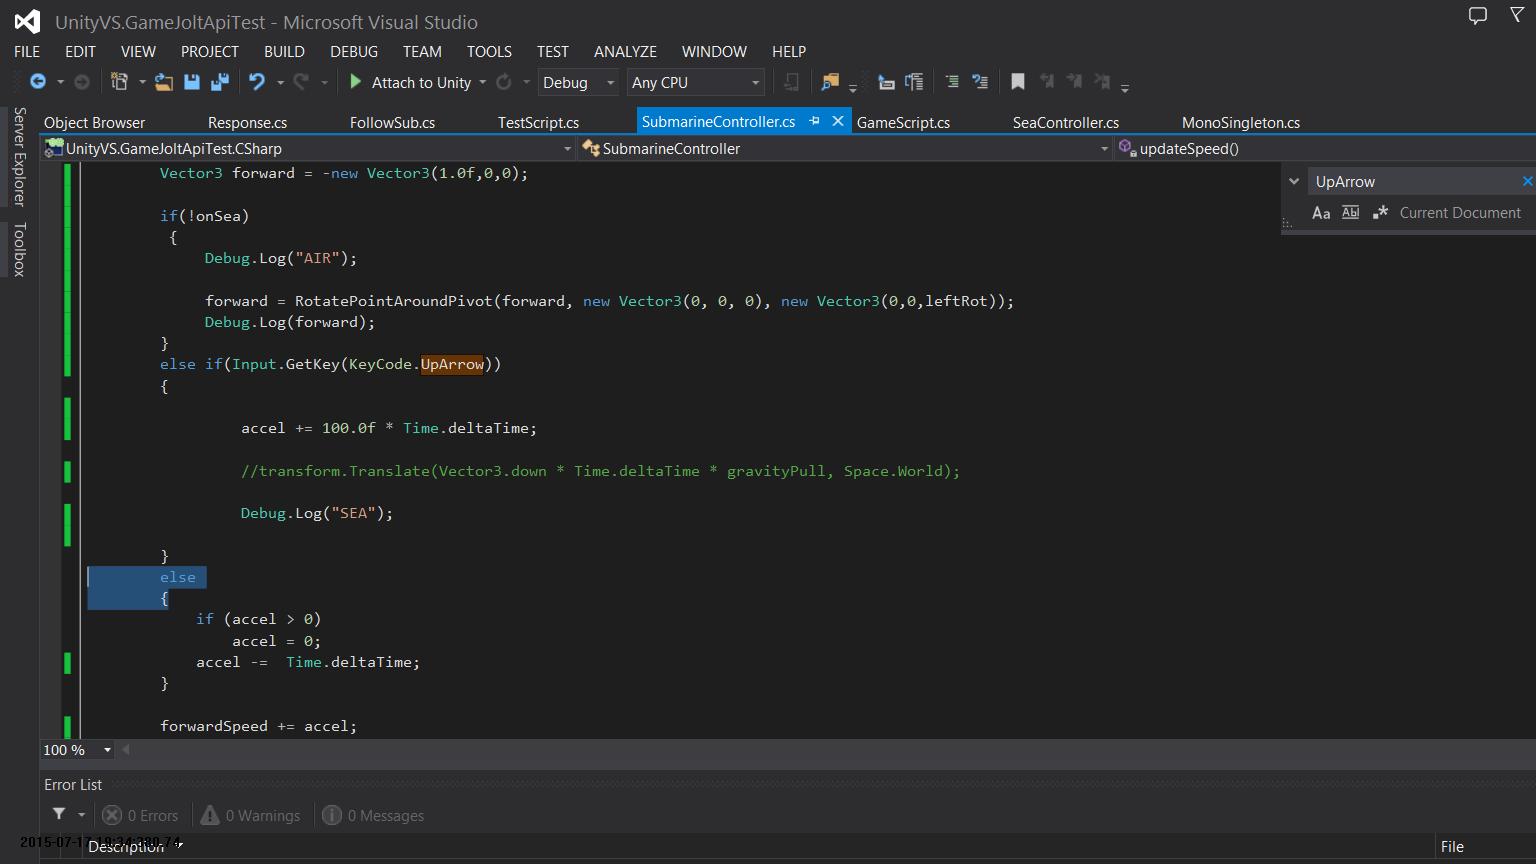 UnityVS.GameJoltApiTest - Microsoft Visual Studio
FILE EDIT VIEW PROJECT BUILD DEBUG TEAM TOOLS TEST ANALYZE WINDOW HELP
Attach to Unity Debug Any CPU
Server Explorer
Toolbox
Object Browser Response.cs FollowSub.cs TestScript.cs SubmarineController.cs GameScript.cs SeaController.cs MonoSingleton.cs
UnityVS.GameJoltApiTest.CSharp SubmarineController updateSpeed()
UpArrow
Aa Abl .* Current Document
Vector3 forward = -new Vector3(1.0f,0,0);
if(!onSea)
{
Debug.Log("AIR");
forward = RotatePointAroundPivot(forward, new Vector3(0, 0, 0), new Vector3(0,0,leftRot));
Debug.Log(forward);
}
else if(Input.GetKey(KeyCode.UpArrow))
{
accel += 100.0f * Time.deltaTime;
//transform.Translate(Vector3.down * Time.deltaTime * gravityPull, Space.World);
Debug.Log("SEA");
}
else
{
if (accel > 0)
accel = 0;
accel -=  Time.deltaTime;
}
forwardSpeed += accel;
100 %
Error List
0 Errors 0 Warnings 0 Messages
Description File